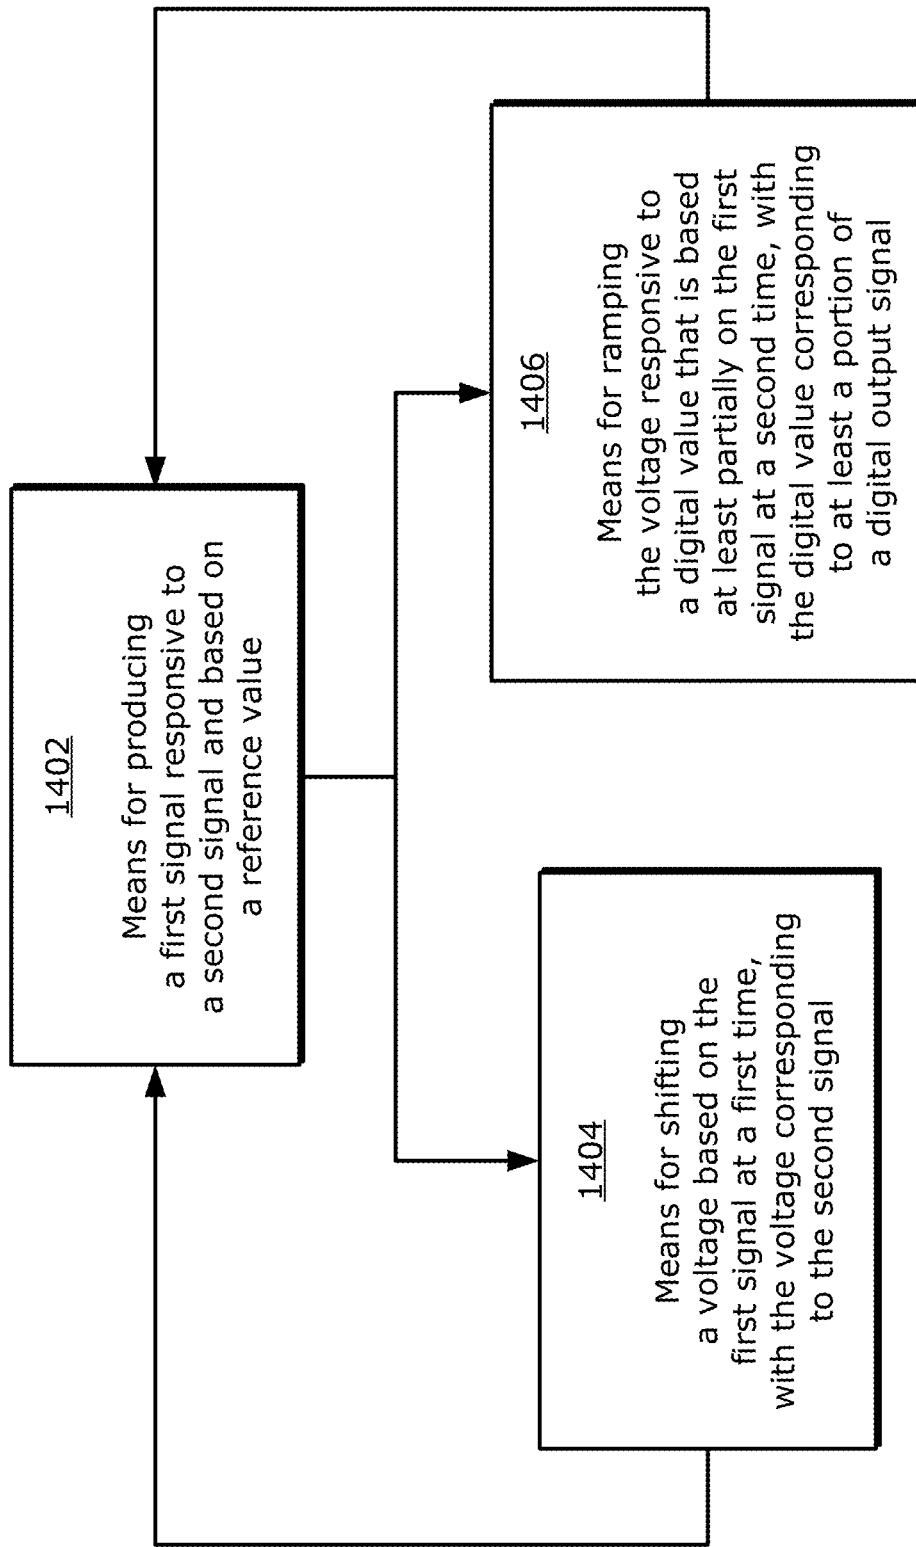 1402
Means for producing
a first signal responsive to
a second signal and based on
a reference value
1404
Means for shifting
a voltage based on the
first signal at a first time,
with the voltage corresponding
to the second signal
1406
Means for ramping
the voltage responsive to
a digital value that is based
at least partially on the first
signal at a second time, with
the digital value corresponding
to at least a portion of
a digital output signal